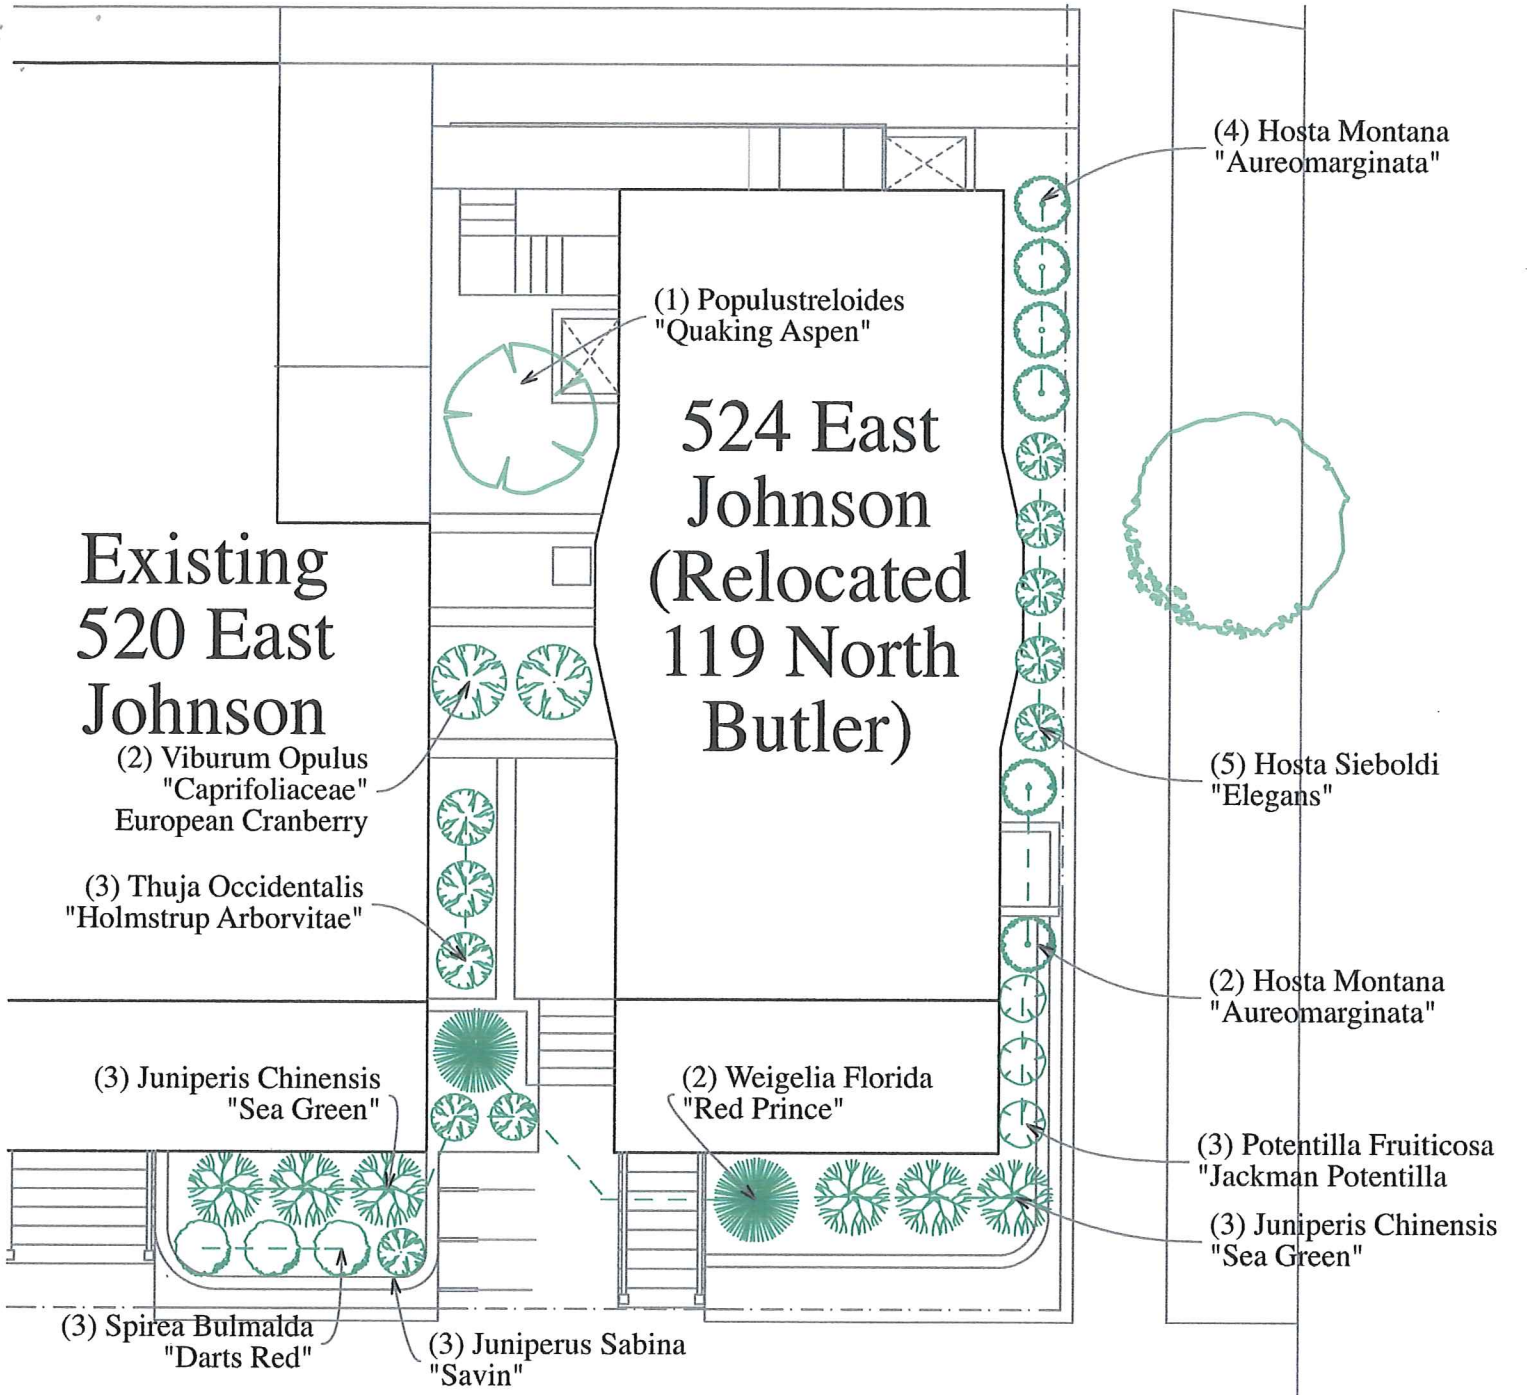 (4) Hosta Montana
"Aureomarginata"
(1) Populustreloides
"Quaking Aspen"
524 East
Johnson
(Relocated
119 North
Butler)
Existing
520 East
Johnson
(2) Viburum Opulus
"Caprifoliaceae"
European Cranberry
(5) Hosta Sieboldi
"Elegans"
(3) Thuja Occidentalis
"Holmstrup Arborvitae"
(2) Hosta Montana
"Aureomarginata"
(3) Juniperis Chinensis
"Sea Green"
(2) Weigelia Florida
"Red Prince"
(3) Potentilla Fruiticosa
"Jackman Potentilla
(3) Juniperis Chinensis
"Sea Green"
(3) Spirea Bulmalda
"Darts Red"
(3) Juniperus Sabina
"Savin"